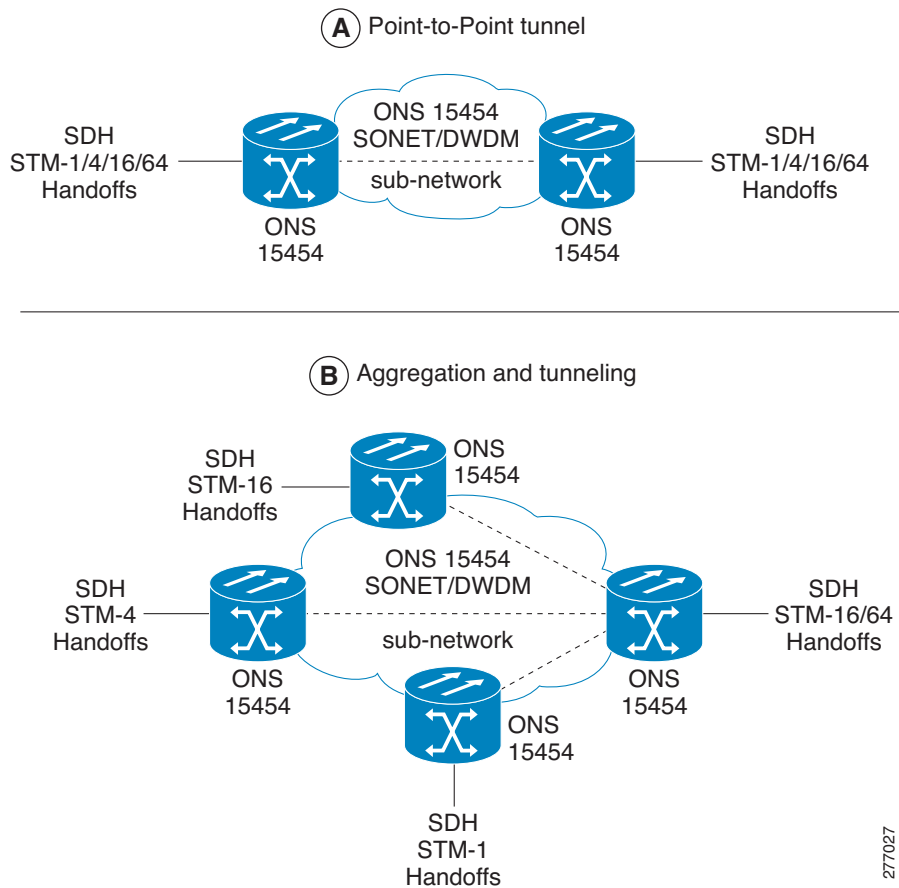 A Point-to-Point tunnel
SDH
STM-1/4/16/64
Handoffs
ONS
15454
ONS 15454
SONET/DWDM
sub-network
ONS
15454
SDH
STM-1/4/16/64
Handoffs
B Aggregation and tunneling
SDH
STM-16
Handoffs
ONS
15454
SDH
STM-4
Handoffs
ONS
15454
ONS 15454
SONET/DWDM
sub-network
ONS
15454
SDH
STM-16/64
Handoffs
ONS
15454
SDH
STM-1
Handoffs
277027